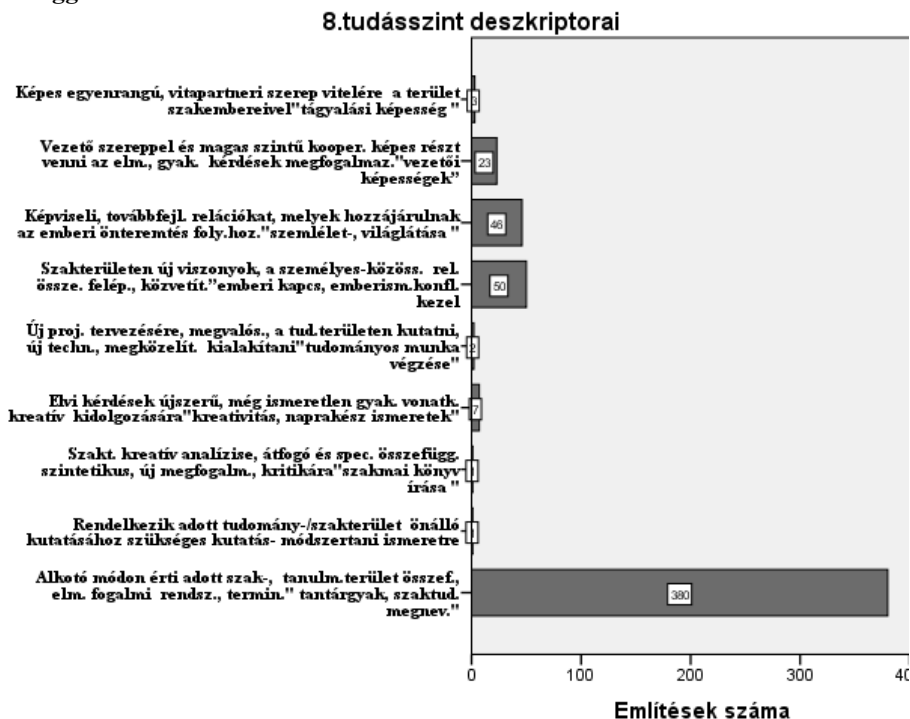 8.tudásszint deszkriptorai
Képes egyenrangú, vitapartneri szerep vitelére a terület
szakembereivel"tágyalási képesség "
3
Vezető szereppel és magas szintű kooper. képes részt
venni az elm., gyak. kérdések megfogalmaz."vezetői
képességek”
23
Képviseli, továbbfejl. relációkat, melyek hozzájárulnak
az emberi önteremtés foly.hoz."szemlélet-, világlátása "
46
Szakterületen új viszonyok, a személyes-közöss. rel.
össze. felép., közvetít.”emberi kapcs, emberism.konfl.
kezel
50
Új proj. tervezésére, megvalós., a tud.területen kutatni,
új techn., megközelít. kialakítani"tudományos munka
végzése"
2
Elvi kérdések újszerű, még ismeretlen gyak. vonatk.
kreatív kidolgozására"kreativitás, naprakész ismeretek"
7
Szakt. kreatív analízise, átfogó és spec. összefügg.
szintetikus, új megfogalm., kritikára"szakmai könyv
írása "
1
Rendelkezik adott tudomány-/szakterület önálló
kutatásához szükséges kutatás- módszertani ismeretre
1
Alkotó módon érti adott szak-, tanulm.terület összef.,
elm. fogalmi rendsz., termin." tantárgyak, szaktud.
megnev."
380
0 100 200 300 40
Említések száma